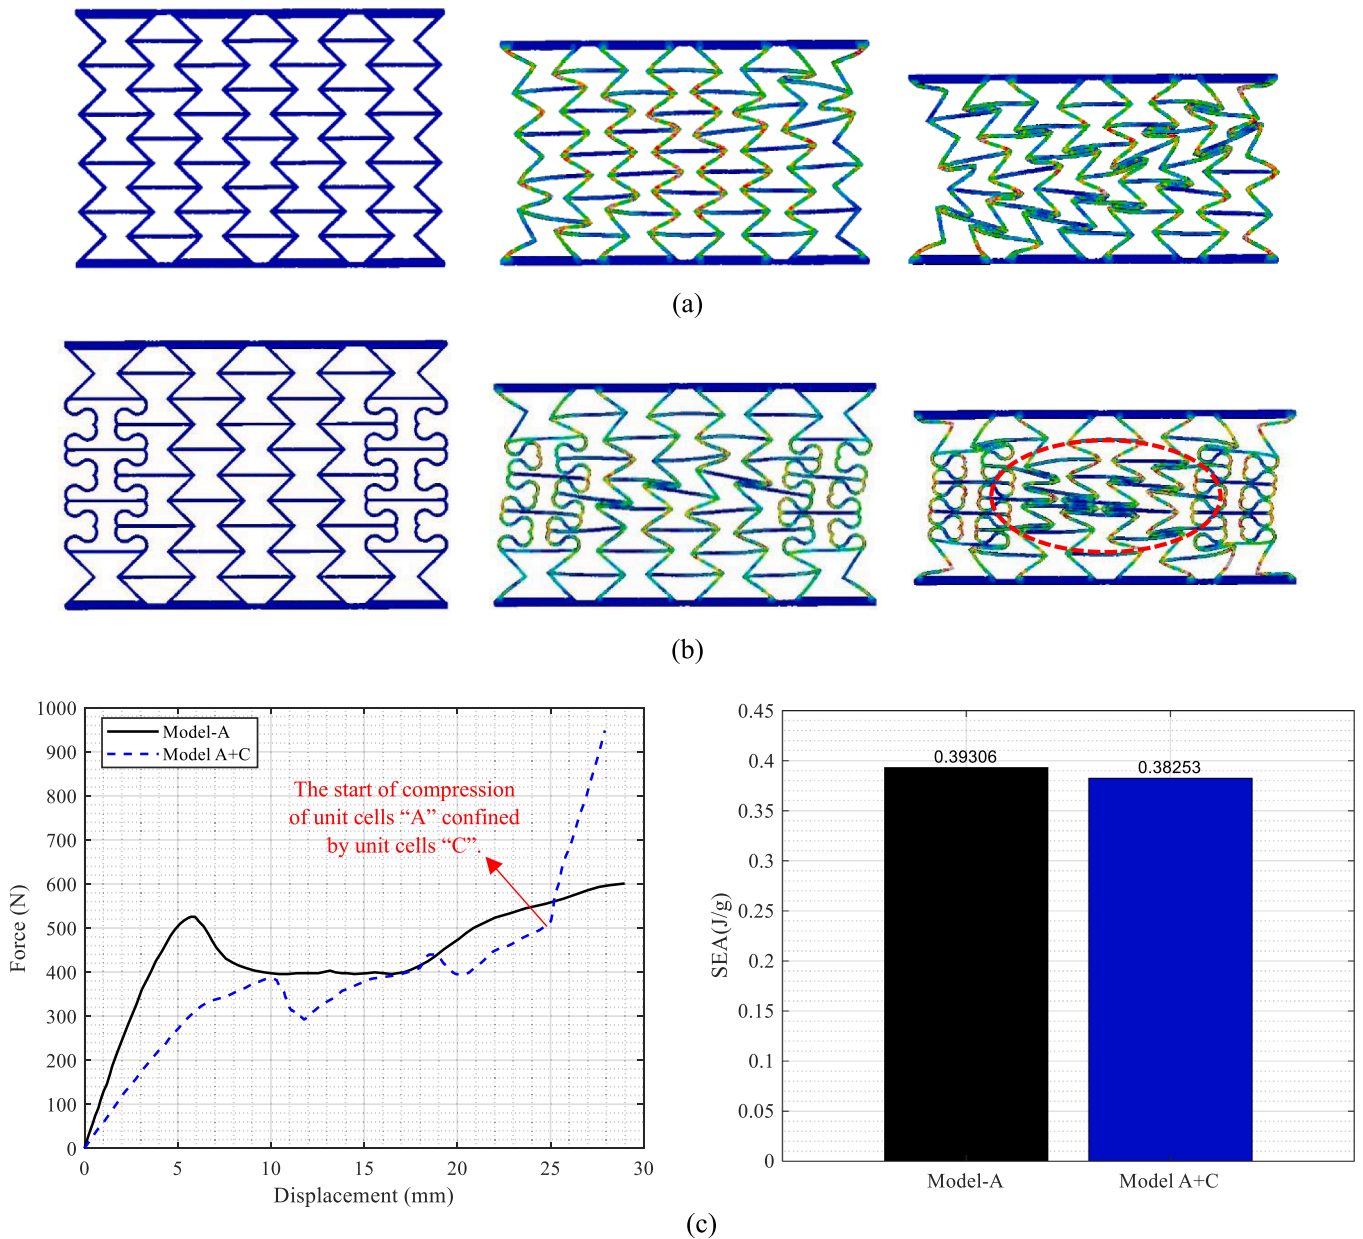 (a)
(b)
1000
900
800
700
600
500
400
300
200
100
0
Force (N)
Model-A
Model A+C
The start of compression
of unit cells “A” confined
by unit cells “C”.
0
5
10
15
20
25
30
Displacement (mm)
0.45
0.4
0.35
0.3
0.25
0.2
0.15
0.1
0.05
0
SEA(J/g)
0.39306
0.38253
Model-A
Model A+C
(c)